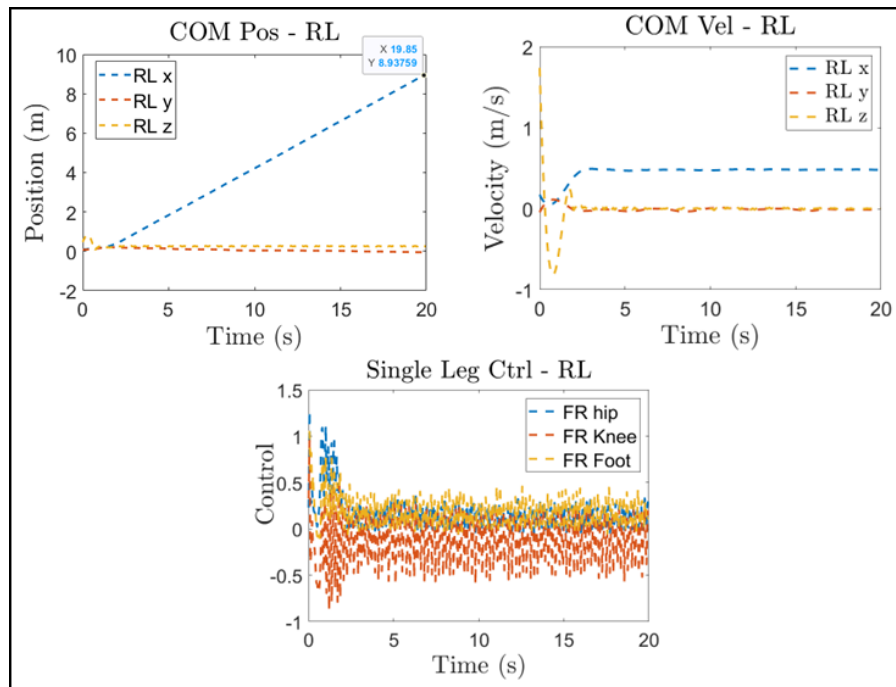 COM Pos - RL
X 19.85
Y 8.93759
RL x
RL y
RL z
Position (m)
10
8
6
4
2
0
-2
0 5 10 15 20
Time (s)
COM Vel - RL
RL x
RL y
RL z
Velocity (m/s)
2
1
0
-1
0 5 10 15 20
Time (s)
Single Leg Ctrl - RL
FR hip
FR Knee
FR Foot
Control
1.5
1
0.5
0
-0.5
-1
0 5 10 15 20
Time (s)